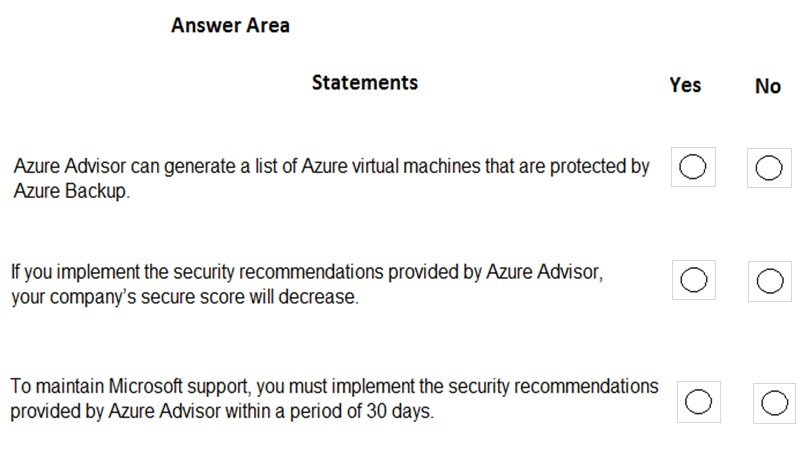 Answer Area
Statements Yes No
Azure Advisor can generate a list of Azure virtual machines that are protected by
Azure Backup.
If you implement the security recommendations provided by Azure Advisor,
your company's secure score will decrease.
To maintain Microsoft support, you must implement the security recommendations
provided by Azure Advisor within a period of 30 days.